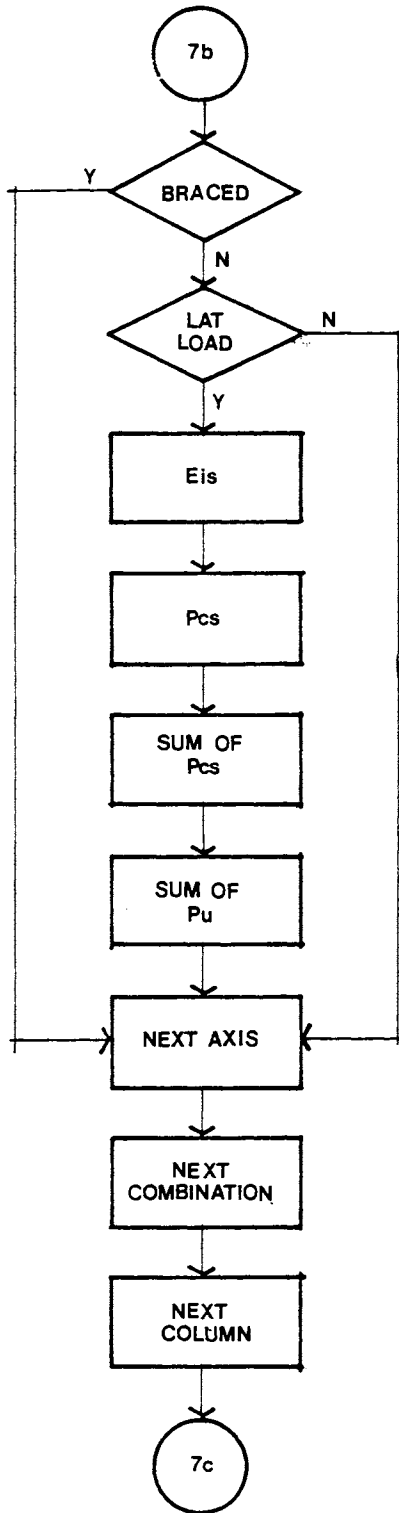 7b
Y
BRACED
N
LAT
LOAD
N
Y
Eis
Pcs
SUM OF
Pcs
SUM OF
Pu
NEXT AXIS
NEXT
COMBINATION
NEXT
COLUMN
7c